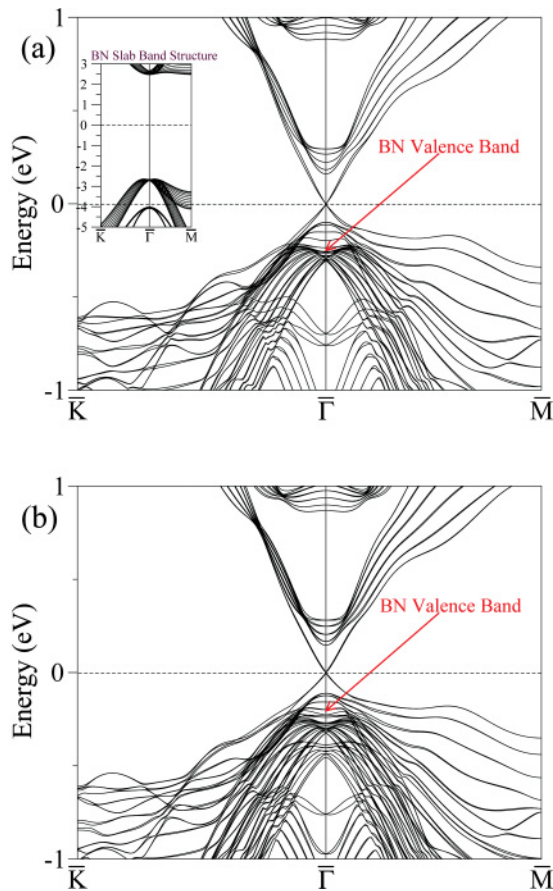 (a)
BN Slab Band Structure
3
2
1
0
-1
-2
-3
-4
-5
K̅ Γ̅ M̅
BN Valence Band
Energy (eV)
1
0
-1
K̅ Γ̅ M̅
(b)
BN Valence Band
Energy (eV)
1
0
-1
K̅ Γ̅ M̅